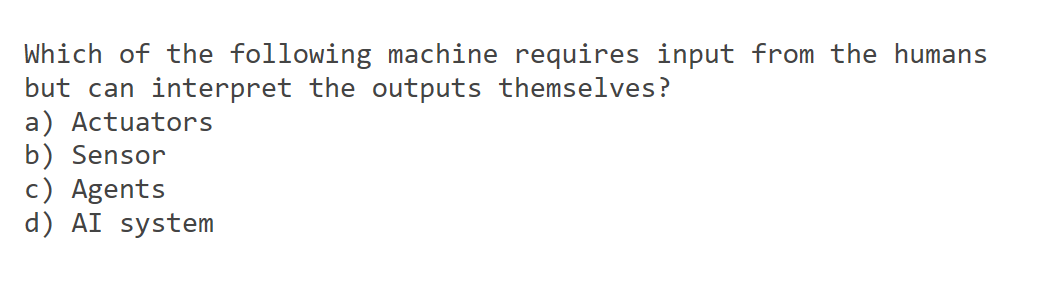 Which of the following machine requires input from the humans
but can interpret the outputs themselves?
a) Actuators
b) Sensor
c) Agents
d) AI system